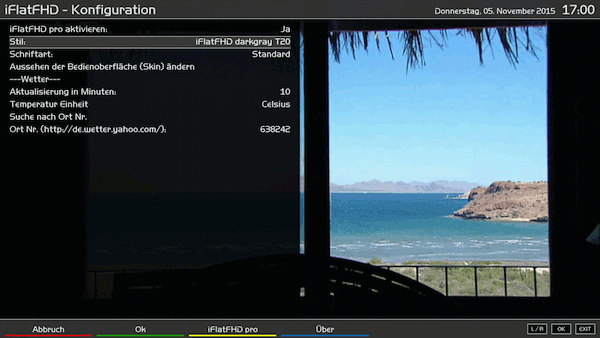 iFlatFHD - Konfiguration
Donnerstag, 05. November 2015 17:00
iFlatFHD pro aktivieren: Ja
Stil: iFlatFHD darkgray T20
Schriftart: Standard
Aussehen der Bedienoberfläche (Skin) ändern
---Wetter---
Aktualisierung in Minuten: 10
Temperatur Einheit Celsius
Suche nach Ort Nr.
Ort Nr. (http://de.wetter.yahoo.com/): 638242
Abbruch Ok iFlatFHD pro Über L/R OK EXIT